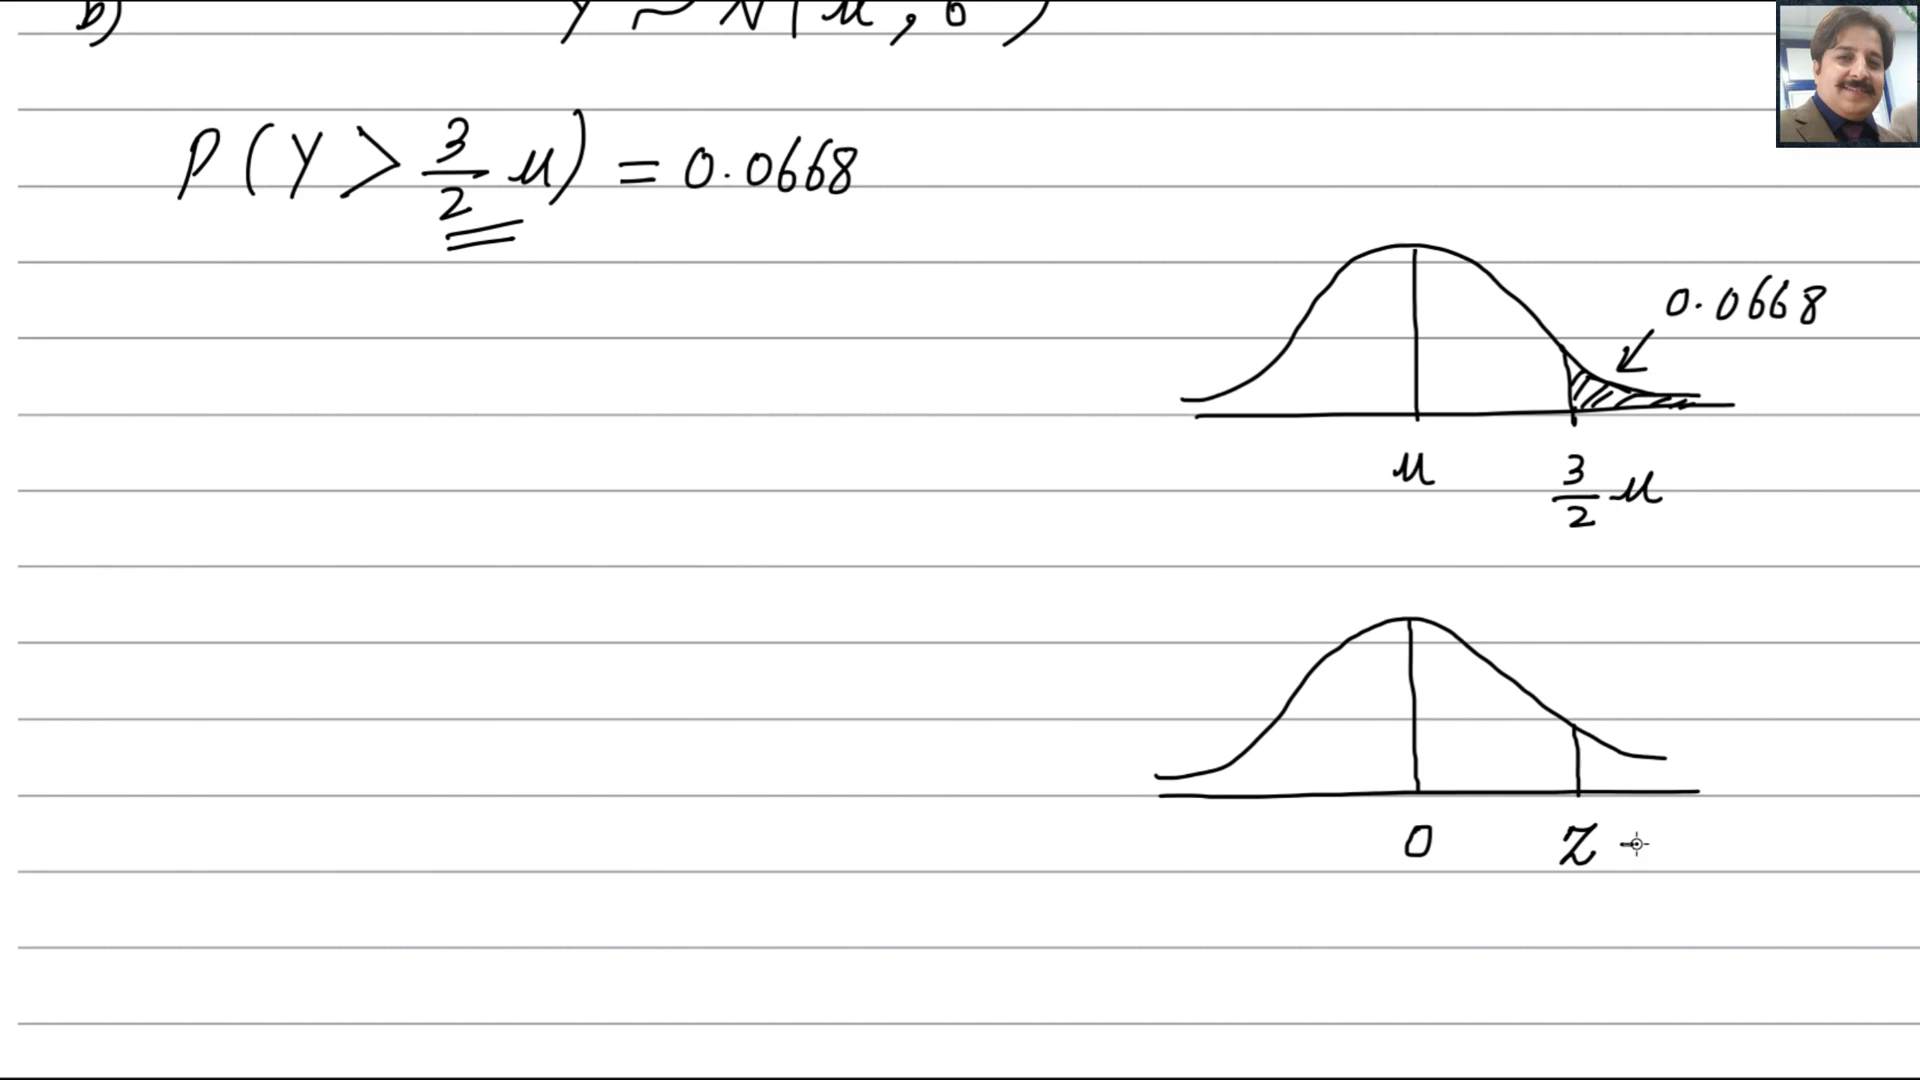 b) Y ~ N(μ, σ )
P(Y > 3/2 μ) = 0.0668
0.0668
μ 3/2 μ
0 Z